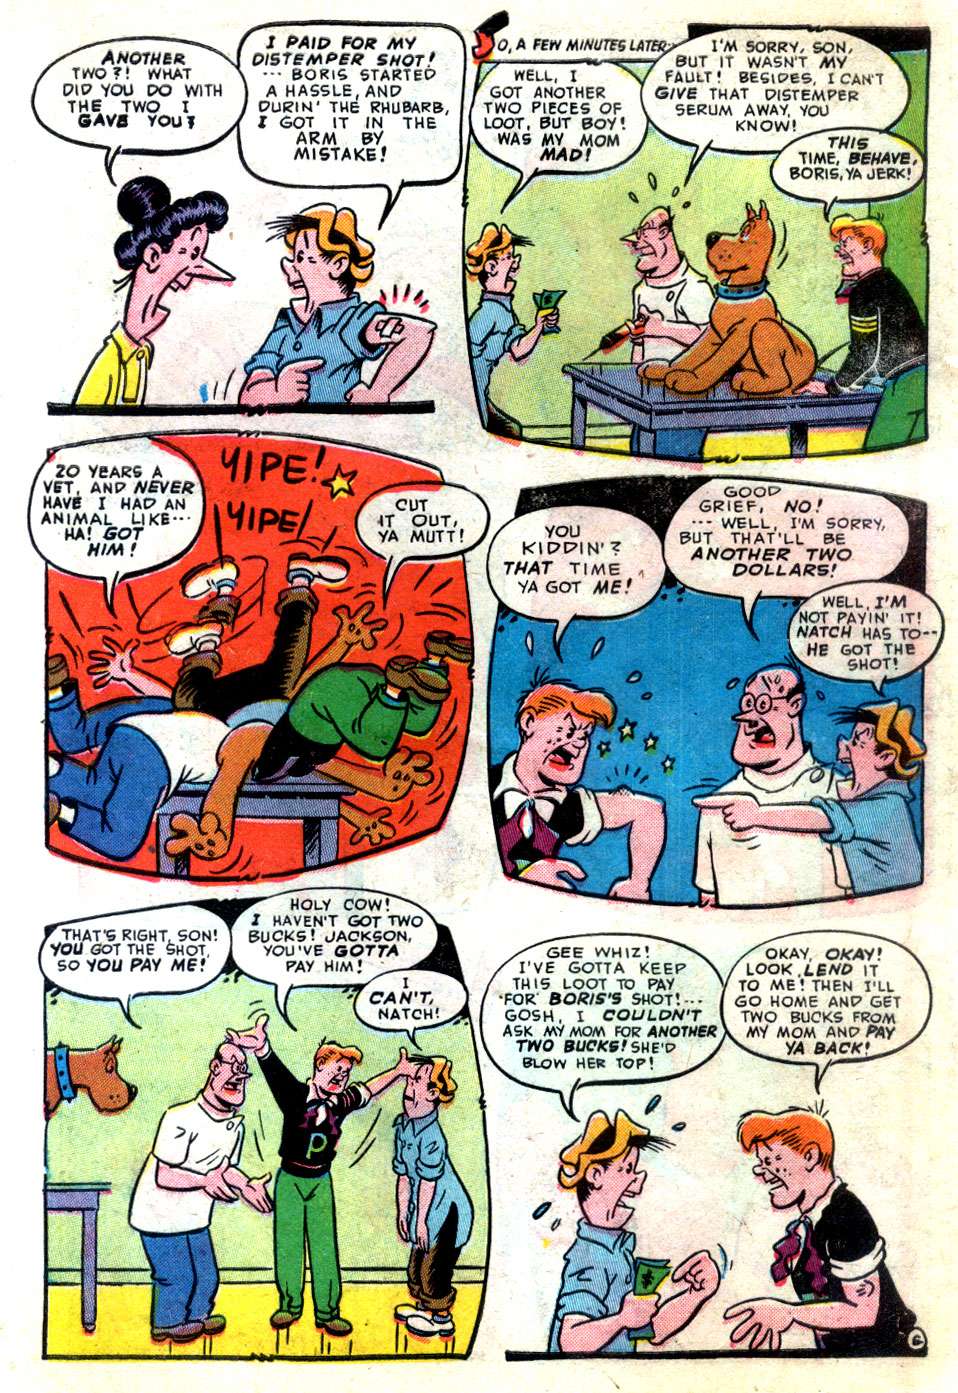 ANOTHER
TWO?! WHAT
DID YOU DO WITH
THE TWO I
GAVE YOU?
I PAID FOR MY
DISTEMPER SHOT!
--- BORIS STARTED
A HASSLE, AND
DURIN' THE RHUBARB,
I GOT IT IN THE
ARM BY
MISTAKE!
SO, A FEW MINUTES LATER--
WELL, I
GOT ANOTHER
TWO PIECES OF
LOOT, BUT BOY!
WAS MY MOM
MAD!
I'M SORRY, SON,
BUT IT WASN'T MY
FAULT! BESIDES, I CAN'T
GIVE THAT DISTEMPER
SERUM AWAY, YOU
KNOW!
THIS
TIME, BEHAVE,
BORIS, YA JERK!
20 YEARS A
VET, AND NEVER
HAVE I HAD AN
ANIMAL LIKE---
HA! GOT
HIM!
YIPE!
YIPE!
CUT
IT OUT,
YA MUTT!
YOU
KIDDIN'?
THAT TIME
YA GOT ME!
GOOD
GRIEF, NO!
--- WELL, I'M SORRY,
BUT THAT'LL BE
ANOTHER TWO
DOLLARS!
WELL, I'M
NOT PAYIN' IT!
NATCH HAS TO--
HE GOT THE
SHOT!
THAT'S RIGHT, SON!
YOU GOT THE SHOT,
SO YOU PAY ME!
HOLY COW!
I HAVEN'T GOT TWO
BUCKS! JACKSON,
YOU'VE GOTTA
PAY HIM!
I
CAN'T,
NATCH!
P
GEE WHIZ!
I'VE GOTTA KEEP
THIS LOOT TO PAY
FOR BORIS'S SHOT!---
GOSH, I COULDN'T
ASK MY MOM FOR ANOTHER
TWO BUCKS! SHE'D
BLOW HER TOP!
OKAY, OKAY!
LOOK, LEND IT
TO ME! THEN I'LL
GO HOME AND GET
TWO BUCKS FROM
MY MOM AND PAY
YA BACK!
$
6